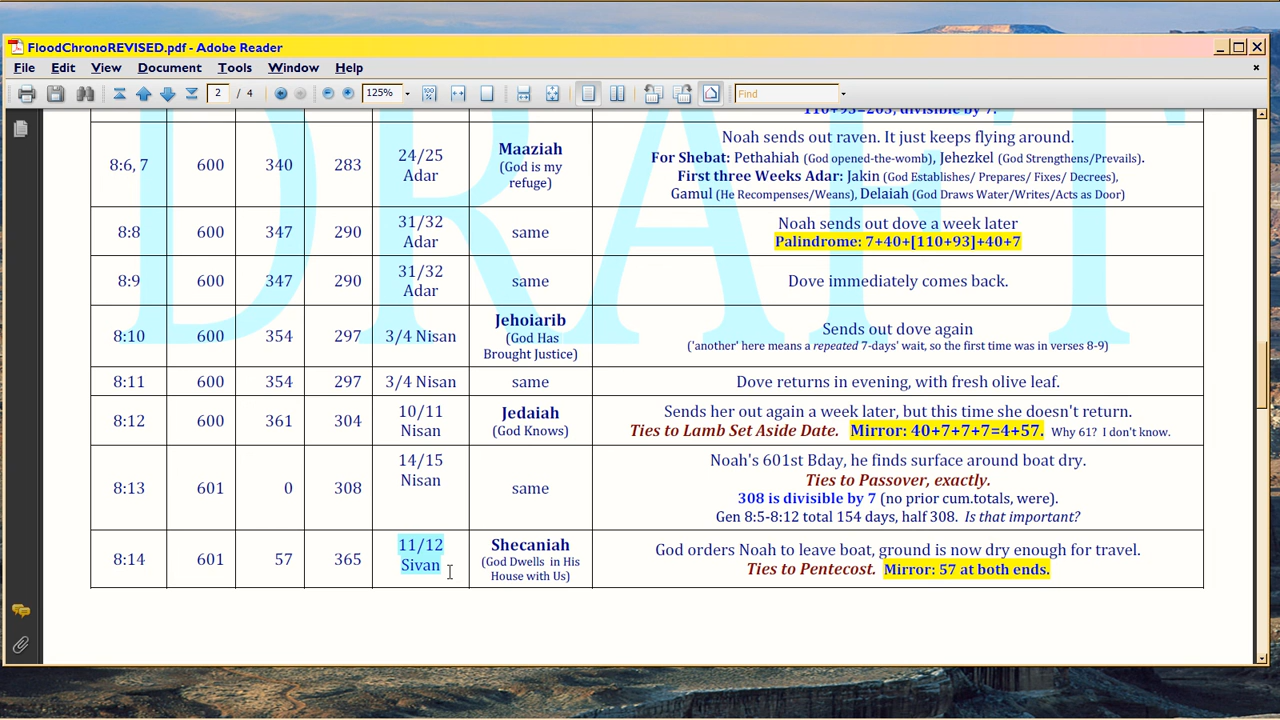 FloodChronoREVISED.pdf - Adobe Reader
File Edit View Document Tools Window Help
2 / 4 125% Find
110+93=203, divisible by 7.
8:6, 7 600 340 283 24/25 Adar Maaziah (God is my refuge)
Noah sends out raven. It just keeps flying around.
For Shebat: Pethahiah (God opened-the-womb), Jehezkel (God Strengthens/Prevails).
First three Weeks Adar: Jakin (God Establishes/ Prepares/ Fixes/ Decrees),
Gamul (He Recompenses/Weans), Delaiah (God Draws Water/Writes/Acts as Door)
8:8 600 347 290 31/32 Adar same
Noah sends out dove a week later
Palindrome: 7+40+[110+93]+40+7
8:9 600 347 290 31/32 Adar same Dove immediately comes back.
8:10 600 354 297 3/4 Nisan Jehoiarib (God Has Brought Justice)
Sends out dove again
('another' here means a repeated 7-days' wait, so the first time was in verses 8-9)
8:11 600 354 297 3/4 Nisan same Dove returns in evening, with fresh olive leaf.
8:12 600 361 304 10/11 Nisan Jedaiah (God Knows)
Sends her out again a week later, but this time she doesn't return.
Ties to Lamb Set Aside Date. Mirror: 40+7+7+7=4+57. Why 61? I don't know.
8:13 601 0 308 14/15 Nisan same
Noah's 601st Bday, he finds surface around boat dry.
Ties to Passover, exactly.
308 is divisible by 7 (no prior cum.totals, were).
Gen 8:5-8:12 total 154 days, half 308. Is that important?
8:14 601 57 365 11/12 Sivan Shecaniah (God Dwells in His House with Us)
God orders Noah to leave boat, ground is now dry enough for travel.
Ties to Pentecost. Mirror: 57 at both ends.
DRAFT